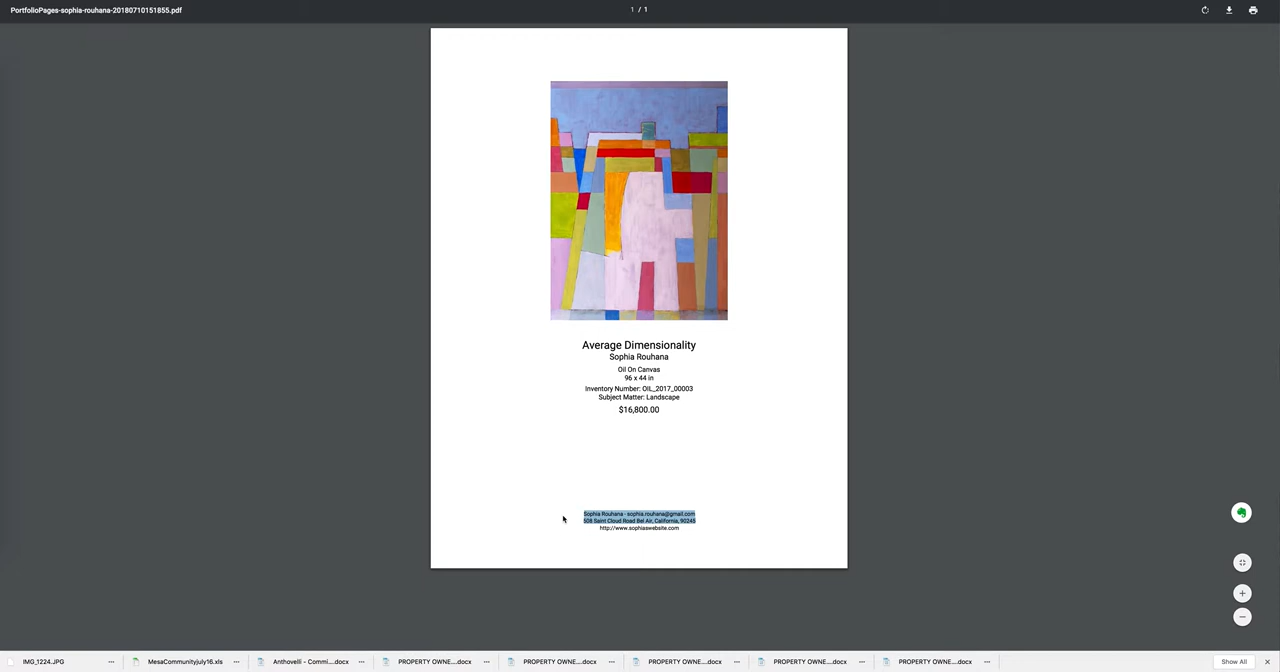 PortfolioPages-sophia-rouhana-20180710151855.pdf
1 / 1
Average Dimensionality
Sophia Rouhana
Oil On Canvas
96 x 44 in
Inventory Number: OIL_2017_00003
Subject Matter: Landscape
$16,800.00
Sophia Rouhana - sophia.rouhana@gmail.com
508 Saint Cloud Road Bel Air, California, 90245
http://www.sophiaswebsite.com
IMG_1224.JPG
MesaCommunityjuly16.xls
Anthovelli - Commi....docx
PROPERTY OWNE....docx
PROPERTY OWNE....docx
PROPERTY OWNE....docx
PROPERTY OWNE....docx
PROPERTY OWNE....docx
Show All